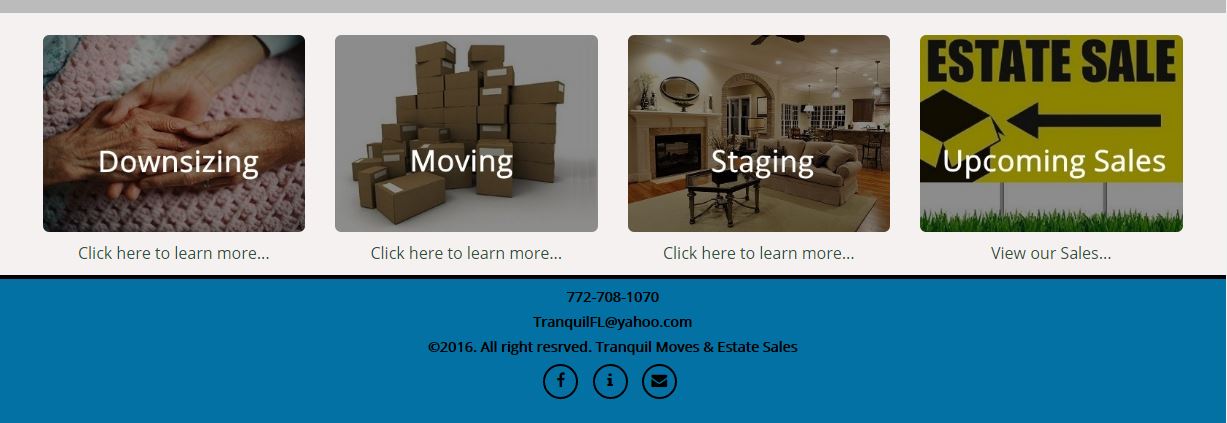 ESTATE SALE
Downsizing
Moving
Staging
Upcoming Sales
Click here to learn more...
Click here to learn more...
Click here to learn more...
View our Sales...
772-708-1070
TranquilFL@yahoo.com
©2016. All right resrved. Tranquil Moves & Estate Sales